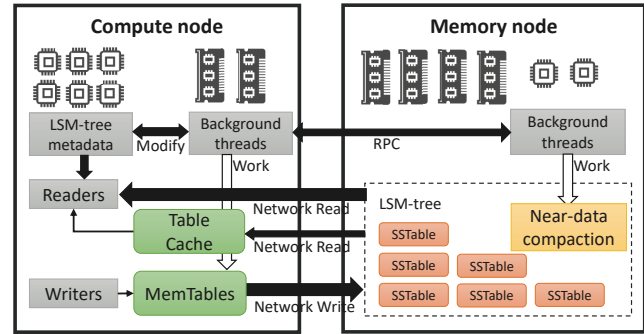 Compute node
Memory node
LSM-tree
metadata
Modify
Background
threads
RPC
Background
threads
Work
Work
Readers
Network Read
LSM-tree
Table
Cache
Network Read
Near-data
compaction
SSTable
SSTable
SSTable
Writers
MemTables
Network Write
SSTable
SSTable
SSTable